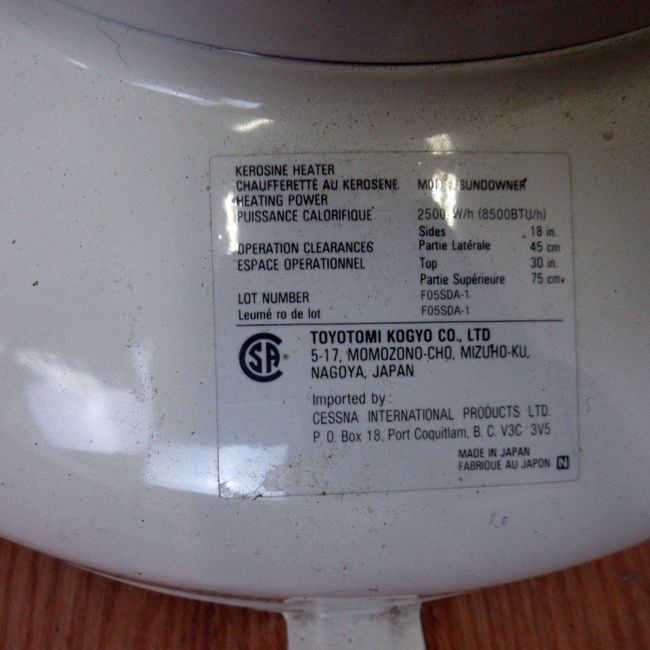 KEROSINE HEATER
CHAUFFERETTE AU KEROSENE SUNDOWNER
HEATING POWER
PUISSANCE CALORIFIQUE 2500 W/h (8500BTU/h)
Sides 18 in.
OPERATION CLEARANCES Partie Latérale 45 cm
ESPACE OPERATIONNEL Top 30 in.
Partie Supérieure 75 cm.
LOT NUMBER F05SDA-1
Leumé ro de lot F05SDA-1
CSA ® TOYOTOMI KOGYO CO., LTD
5-17, MOMOZONO-CHO, MIZUHO-KU,
NAGOYA, JAPAN
Imported by :
CESSNA INTERNATIONAL PRODUCTS LTD.
P. O. Box 18, Port Coquitlam, B. C. V3C 3V5
MADE IN JAPAN
FABRIQUE AU JAPON N